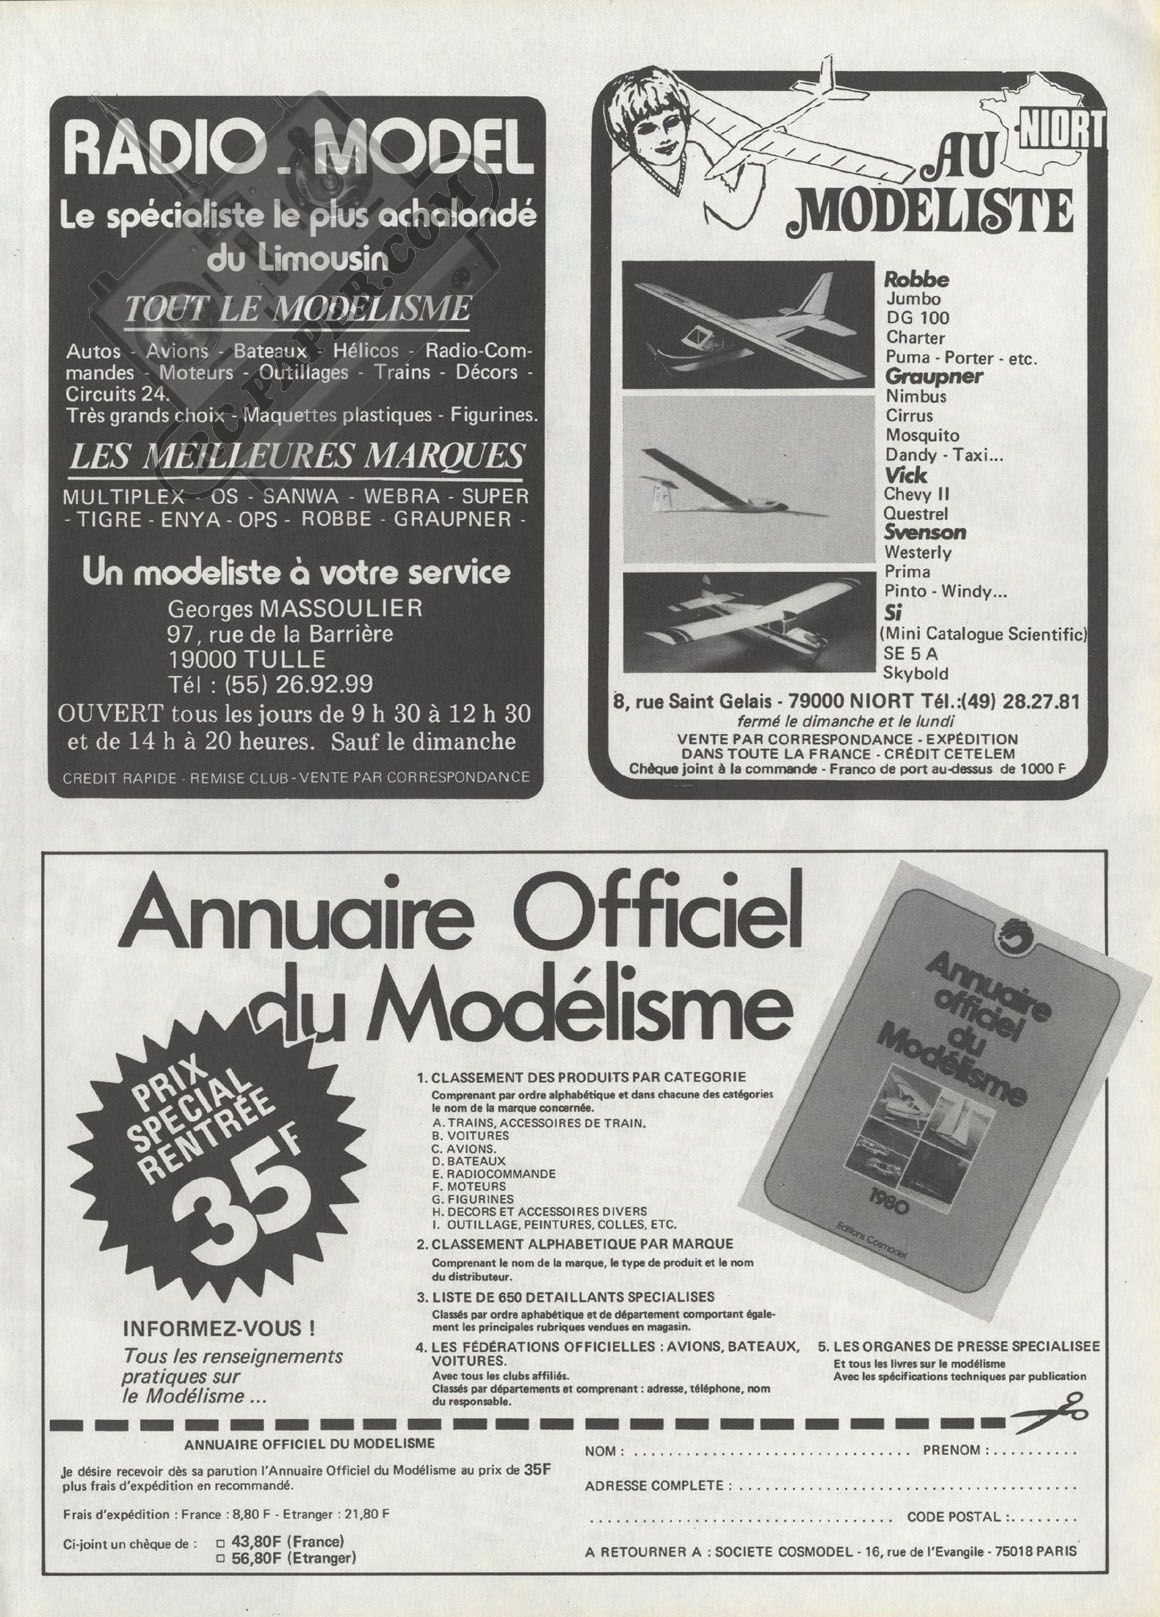 RADIO - MODEL
Le spécialiste le plus achalandé
du Limousin
TOUT LE MODELISME
Autos - Avions - Bateaux - Hélicos - Radio-Com-
mandes - Moteurs - Outillages - Trains - Décors -
Circuits 24.
Très grands choix - Maquettes plastiques - Figurines.
LES MEILLEURES MARQUES
MULTIPLEX - OS - SANWA - WEBRA - SUPER
- TIGRE - ENYA - OPS - ROBBE - GRAUPNER -
Un modeliste à votre service
Georges MASSOULIER
97, rue de la Barrière
19000 TULLE
Tél : (55) 26.92.99
OUVERT tous les jours de 9 h 30 à 12 h 30
et de 14 h à 20 heures. Sauf le dimanche
CREDIT RAPIDE - REMISE CLUB - VENTE PAR CORRESPONDANCE
RC-PAPER.COM
NIORT
AU
MODELISTE
Robbe
Jumbo
DG 100
Charter
Puma - Porter - etc.
Graupner
Nimbus
Cirrus
Mosquito
Dandy - Taxi...
Vick
Chevy II
Questrel
Svenson
Westerly
Prima
Pinto - Windy...
Si
(Mini Catalogue Scientific)
SE 5 A
Skybold
8, rue Saint Gelais - 79000 NIORT Tél.:(49) 28.27.81
fermé le dimanche et le lundi
VENTE PAR CORRESPONDANCE - EXPÉDITION
DANS TOUTE LA FRANCE - CRÉDIT CETELEM
Chèque joint à la commande - Franco de port au-dessus de 1000 F
Annuaire Officiel
du Modélisme
PRIX
SPECIAL
RENTRÉE
35F
Annuaire
officiel
du
Modélisme
1980
Editions Cosmodel
1. CLASSEMENT DES PRODUITS PAR CATEGORIE
Comprenant par ordre alphabétique et dans chacune des catégories
le nom de la marque concernée.
A. TRAINS, ACCESSOIRES DE TRAIN.
B. VOITURES
C. AVIONS.
D. BATEAUX
E. RADIOCOMMANDE
F. MOTEURS
G. FIGURINES
H. DECORS ET ACCESSOIRES DIVERS
I. OUTILLAGE, PEINTURES, COLLES, ETC.
2. CLASSEMENT ALPHABETIQUE PAR MARQUE
Comprenant le nom de la marque, le type de produit et le nom
du distributeur.
3. LISTE DE 650 DETAILLANTS SPECIALISES
Classés par ordre aphabétique et de département comportant égale-
ment les principales rubriques vendues en magasin.
4. LES FÉDÉRATIONS OFFICIELLES : AVIONS, BATEAUX,
VOITURES.
Avec tous les clubs affiliés.
Classés par départements et comprenant : adresse, téléphone, nom
du responsable.
5. LES ORGANES DE PRESSE SPECIALISEE
Et tous les livres sur le modélisme
Avec les spécifications techniques par publication
INFORMEZ-VOUS !
Tous les renseignements
pratiques sur
le Modélisme ...
ANNUAIRE OFFICIEL DU MODELISME
Je désire recevoir dès sa parution l'Annuaire Officiel du Modélisme au prix de 35F
plus frais d'expédition en recommandé.
Frais d'expédition : France : 8,80 F - Etranger : 21,80 F
Ci-joint un chèque de : □ 43,80F (France)
□ 56,80F (Etranger)
NOM : ................................ PRENOM : ..........
ADRESSE COMPLETE : ........................................
................................ CODE POSTAL :........
A RETOURNER A : SOCIETE COSMODEL - 16, rue de l'Evangile - 75018 PARIS